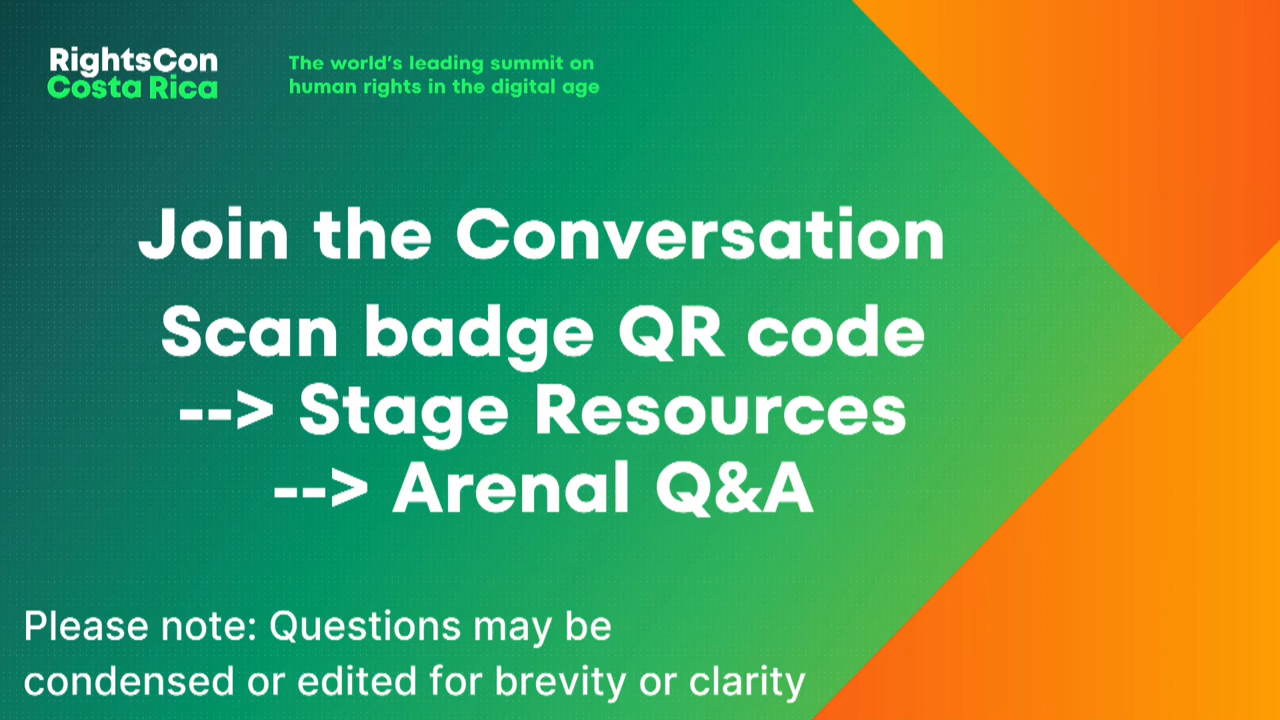 RightsCon
Costa Rica
The world's leading summit on
human rights in the digital age
Join the Conversation
Scan badge QR code
--> Stage Resources
--> Arenal Q&A
Please note: Questions may be
condensed or edited for brevity or clarity